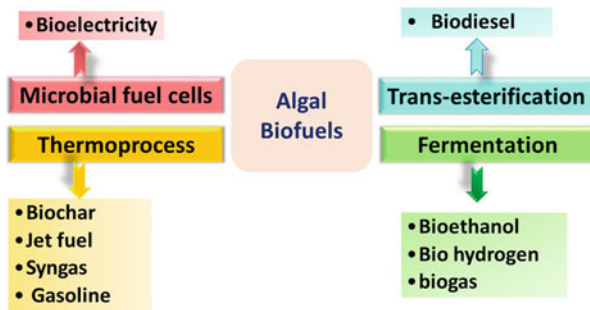 • Bioelectricity
Microbial fuel cells
Thermoprocess
• Biochar
• Jet fuel
• Syngas
• Gasoline
Algal
Biofuels
• Biodiesel
Trans-esterification
Fermentation
• Bioethanol
• Bio hydrogen
• biogas